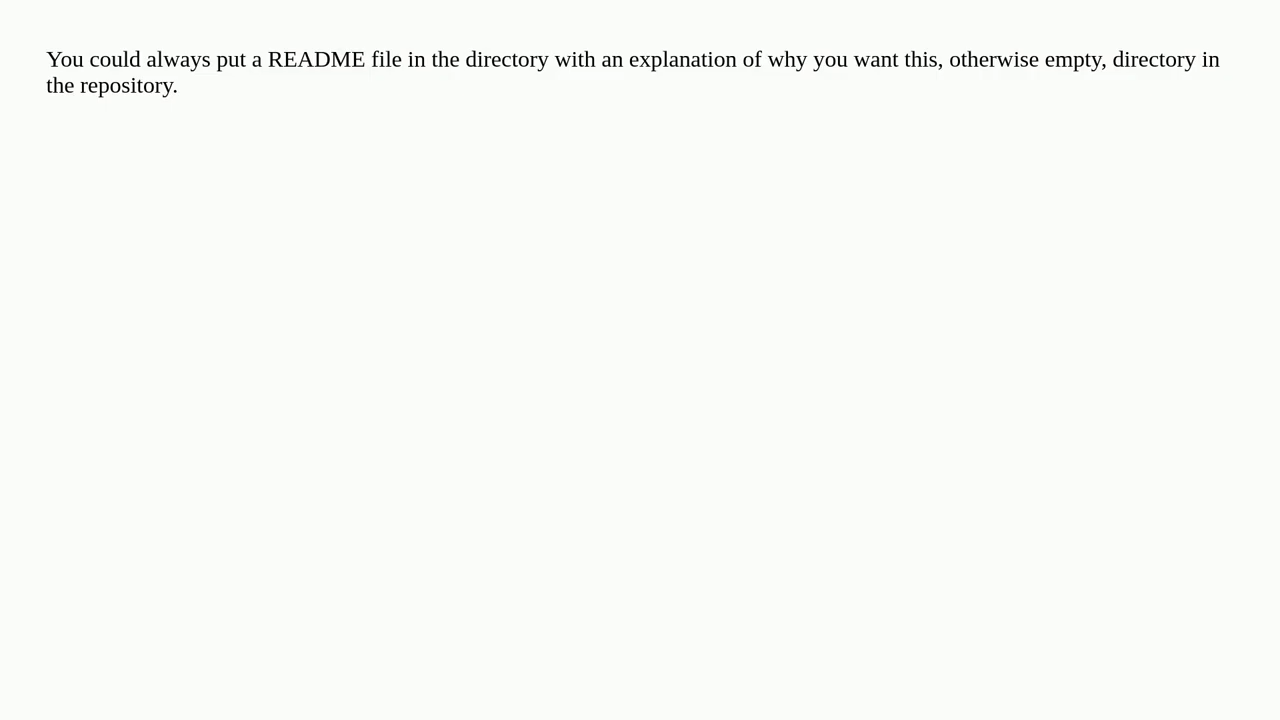 You could always put a README file in the directory with an explanation of why you want this, otherwise empty, directory in
the repository.